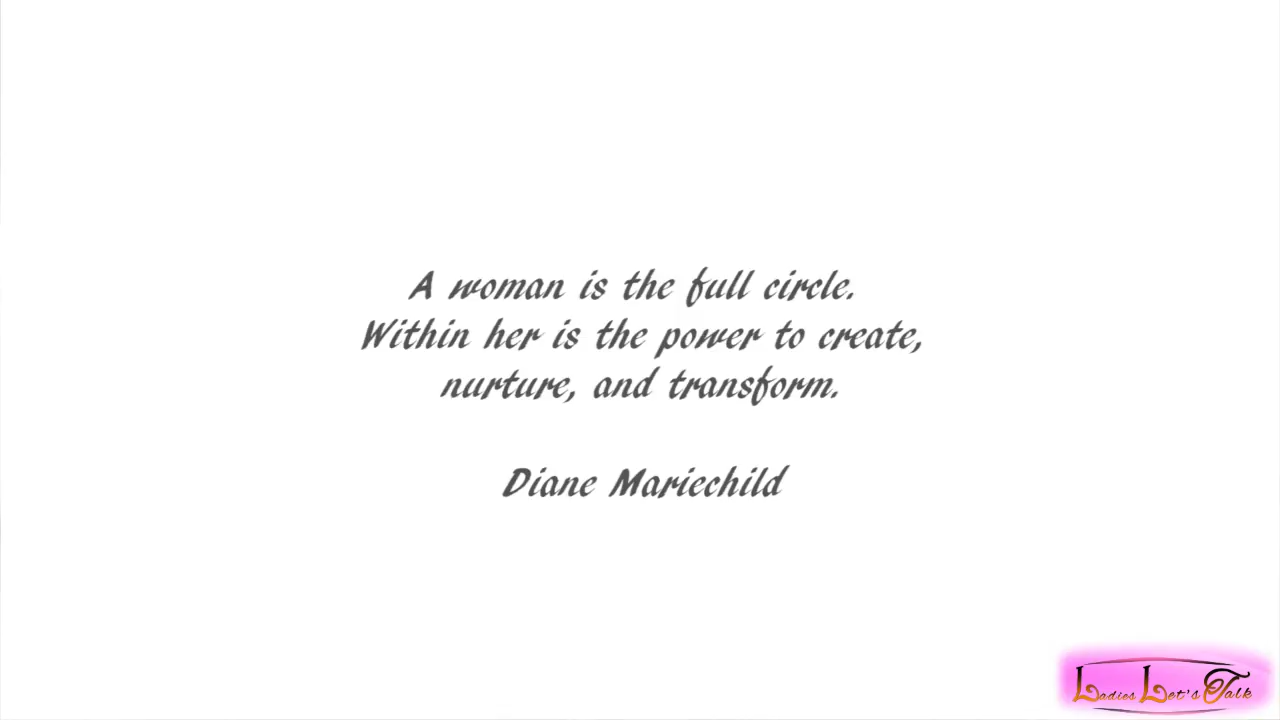 A woman is the full circle.
Within her is the power to create,
nurture, and transform.
Diane Mariechild
Ladies Let's Talk